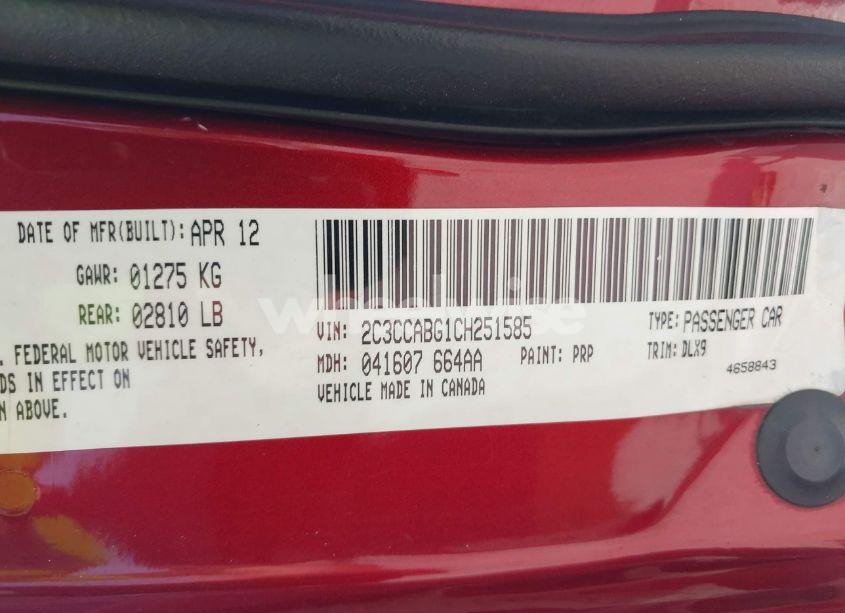 DATE OF MFR(BUILT): APR 12
GAWR: 01275 KG
REAR: 02810 LB
FEDERAL MOTOR VEHICLE SAFETY,
DS IN EFFECT ON
N ABOVE.
VIN: 2C3CCABG1CH251585
TYPE: PASSENGER CAR
MDH: 041607 664AA
PAINT: PRP
TRIM: DLX9
VEHICLE MADE IN CANADA
4658843
wheelwise